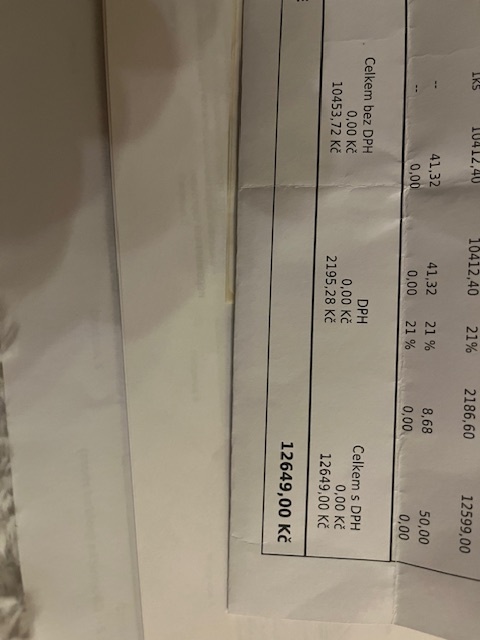 1ks 10412,40 10412,40 21% 2186,60 12599,00
-- 41,32 41,32 21 % 8,68 50,00
-- 0,00 0,00 21 % 0,00 0,00
Celkem bez DPH DPH Celkem s DPH
0,00 Kč 0,00 Kč 0,00 Kč
10453,72 Kč 2195,28 Kč 12649,00 Kč
12649,00 Kč